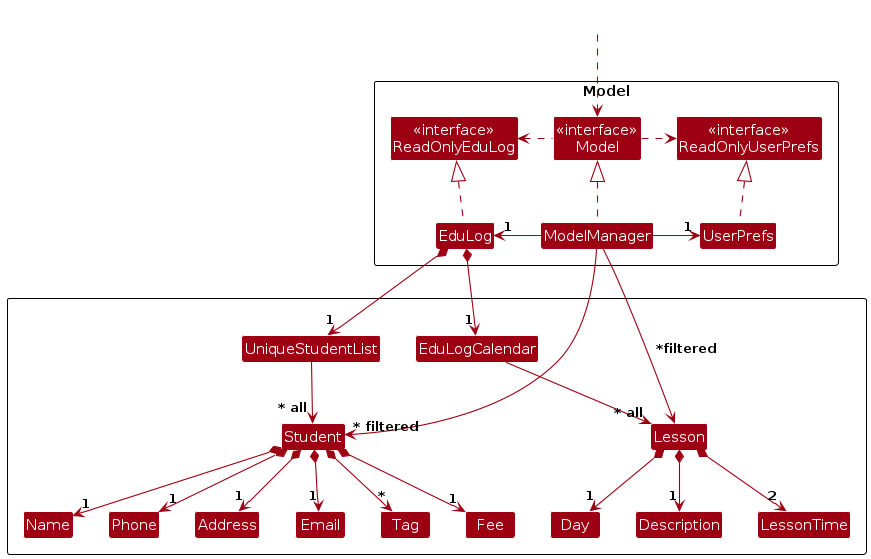 Model
«interface»
ReadOnlyEduLog
«interface»
Model
«interface»
ReadOnlyUserPrefs
EduLog
1
ModelManager
1
UserPrefs
1
1
UniqueStudentList
EduLogCalendar
*filtered
* all
* filtered
* all
Student
Lesson
1
1
1
1
*
1
1
1
2
Name
Phone
Address
Email
Tag
Fee
Day
Description
LessonTime